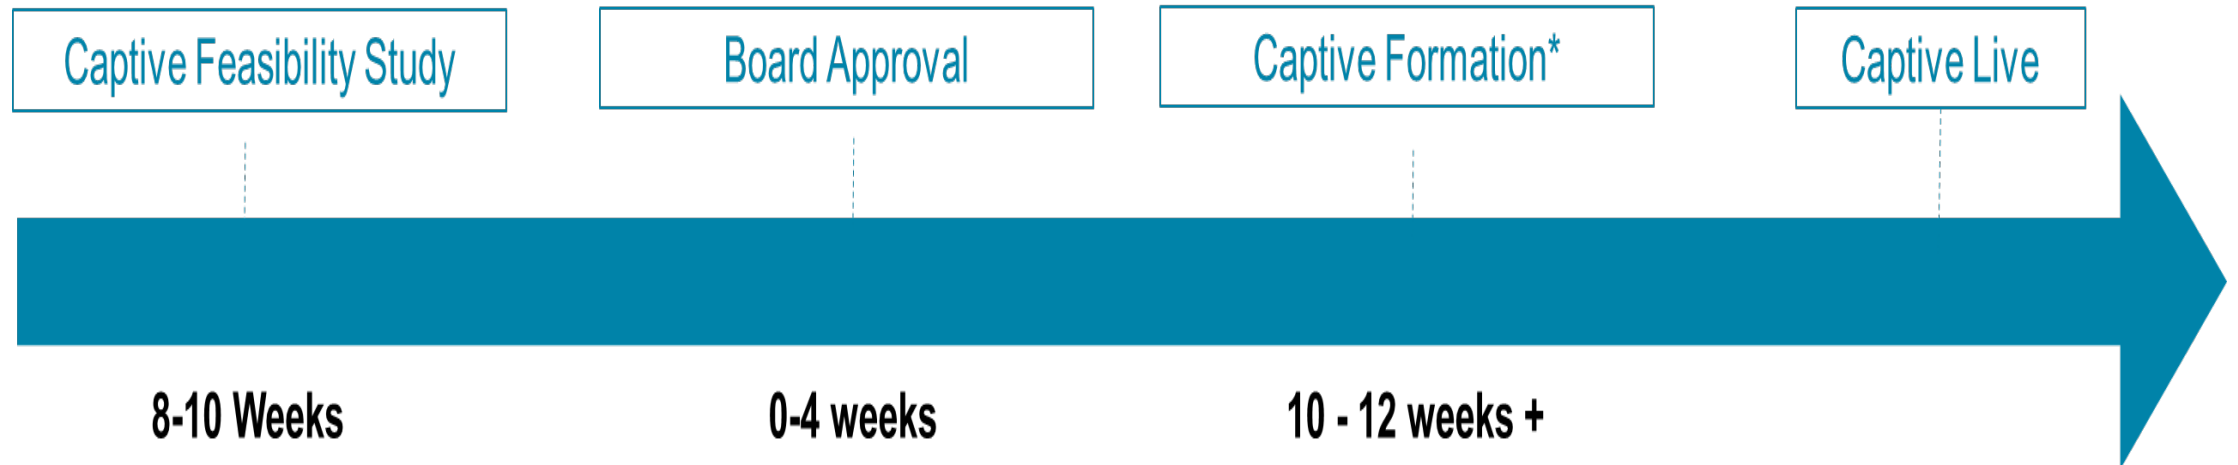 Captive Feasibility Study
Board Approval
Captive Formation*
Captive Live
8-10 Weeks
0-4 weeks
10 - 12 weeks +